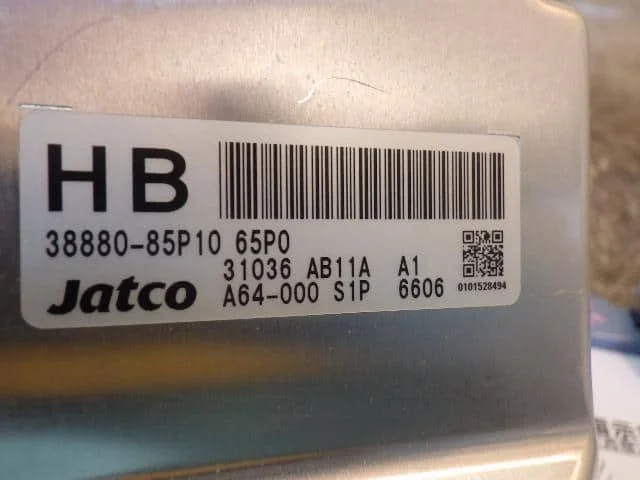 HB
38880-85P10 65P0
31036 AB11A A1
Jatco A64-000 S1P 6606
0101528494